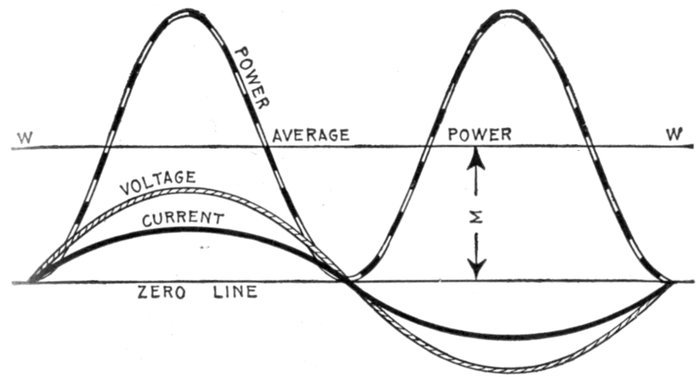 POWER
W AVERAGE POWER W'
VOLTAGE
M
CURRENT
ZERO LINE